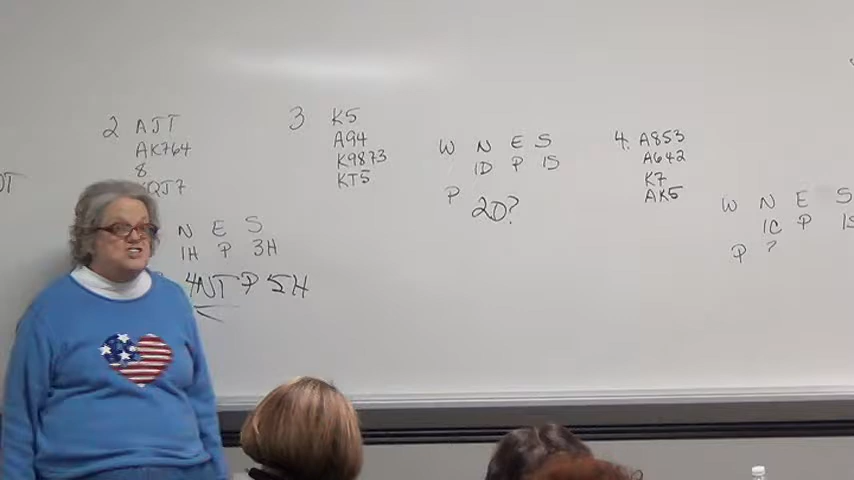 2 AJT
AK764
8
KQJ7
N E S
1H P 3H
4NT P 5H
3 K5
A94
K9873
KT5
W N E S
1D P 1S
P 2D?
4. A853
A642
K7
AK5
W N E S
1C P 1S
P ?